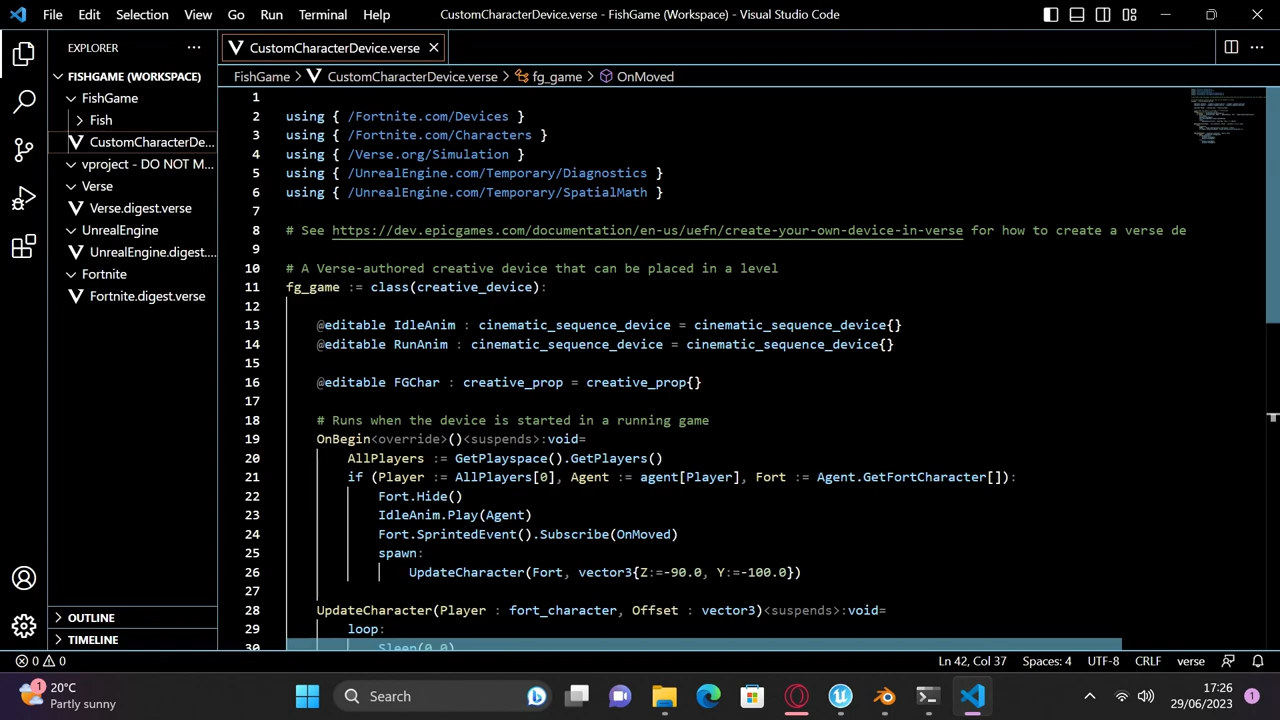 File Edit Selection View Go Run Terminal Help
CustomCharacterDevice.verse - FishGame (Workspace) - Visual Studio Code
EXPLORER
FISHGAME (WORKSPACE)
FishGame
Fish
CustomCharacterDe...
vproject - DO NOT M...
Verse
Verse.digest.verse
UnrealEngine
UnrealEngine.digest....
Fortnite
Fortnite.digest.verse
OUTLINE
TIMELINE
CustomCharacterDevice.verse
FishGame > CustomCharacterDevice.verse > fg_game > OnMoved
1
2 using { /Fortnite.com/Devices }
3 using { /Fortnite.com/Characters }
4 using { /Verse.org/Simulation }
5 using { /UnrealEngine.com/Temporary/Diagnostics }
6 using { /UnrealEngine.com/Temporary/SpatialMath }
7
8 # See https://dev.epicgames.com/documentation/en-us/uefn/create-your-own-device-in-verse for how to create a verse de
9
10 # A Verse-authored creative device that can be placed in a level
11 fg_game := class(creative_device):
12
13 @editable IdleAnim : cinematic_sequence_device = cinematic_sequence_device{}
14 @editable RunAnim : cinematic_sequence_device = cinematic_sequence_device{}
15
16 @editable FGChar : creative_prop = creative_prop{}
17
18 # Runs when the device is started in a running game
19 OnBegin<override>()<suspends>:void=
20 AllPlayers := GetPlayspace().GetPlayers()
21 if (Player := AllPlayers[0], Agent := agent[Player], Fort := Agent.GetFortCharacter[]):
22 Fort.Hide()
23 IdleAnim.Play(Agent)
24 Fort.SprintedEvent().Subscribe(OnMoved)
25 spawn:
26 UpdateCharacter(Fort, vector3{Z:=-90.0, Y:=-100.0})
27
28 UpdateCharacter(Player : fort_character, Offset : vector3)<suspends>:void=
29 loop:
30 Sleep(0.0)
0 0
Ln 42, Col 37 Spaces: 4 UTF-8 CRLF verse
1
20°C
Partly sunny
Search
17:26
29/06/2023
1